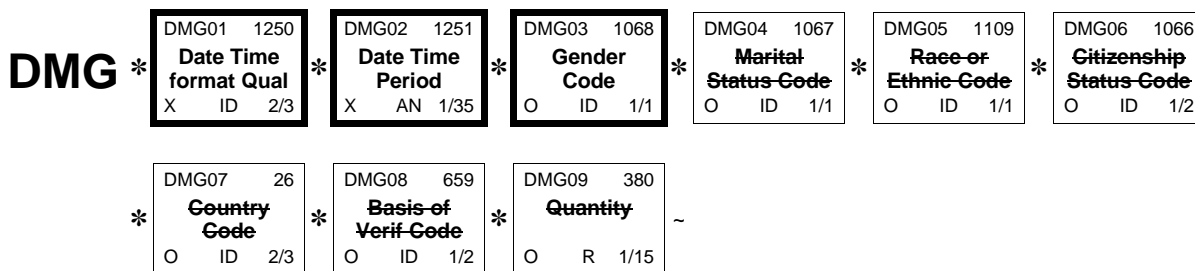 DMG01 1250 DMG02 1251 DMG03 1068 DMG04 1067 DMG05 1109 DMG06 1066
DMG * Date Time * Date Time * Gender * Marital * Race or * Citizenship
format Qual Period Code Status Code Ethnic Code Status Code
X ID 2/3 X AN 1/35 O ID 1/1 O ID 1/1 O ID 1/1 O ID 1/2
DMG07 26 DMG08 659 DMG09 380
* Country * Basis of * Quantity ~
Code Verif Code
O ID 2/3 O ID 1/2 O R 1/15